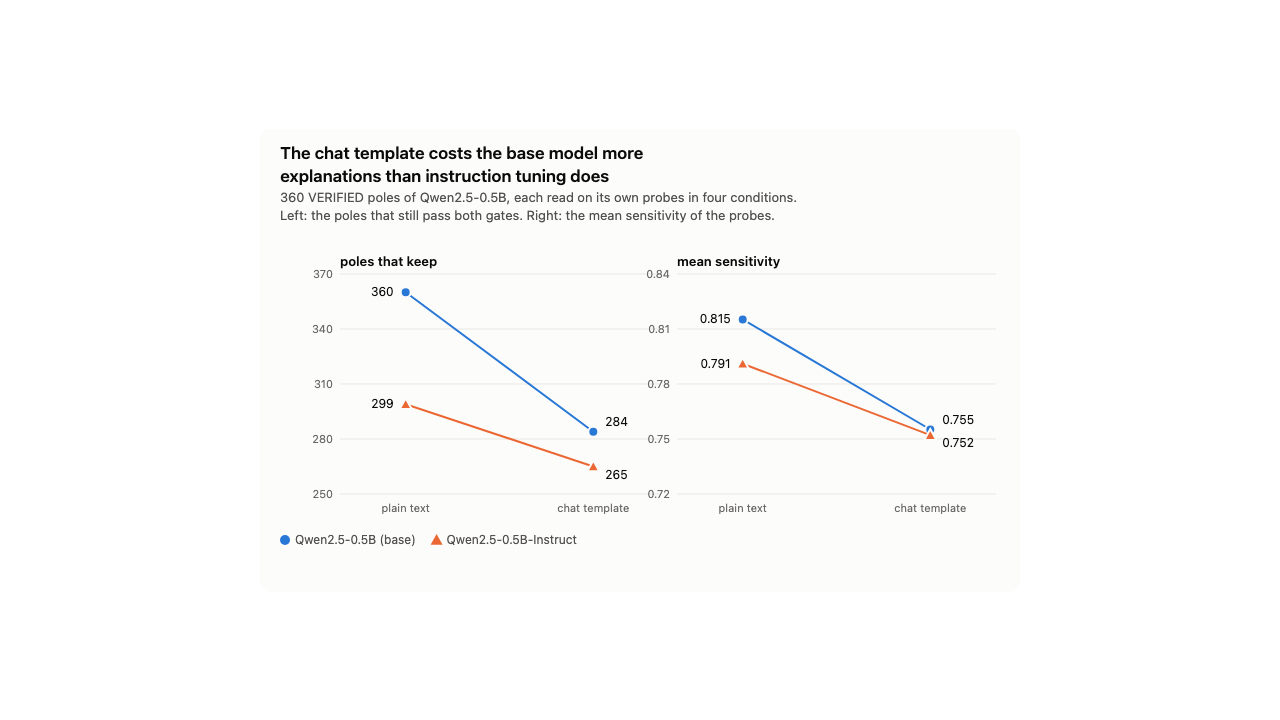 The chat template costs the base model more
explanations than instruction tuning does
360 VERIFIED poles of Qwen2.5-0.5B, each read on its own probes in four conditions.
Left: the poles that still pass both gates. Right: the mean sensitivity of the probes.
poles that keep
370
340
310
280
250
360
299
284
265
plain text
chat template
mean sensitivity
0.84
0.81
0.78
0.75
0.72
0.815
0.791
0.755
0.752
plain text
chat template
Qwen2.5-0.5B (base)
Qwen2.5-0.5B-Instruct